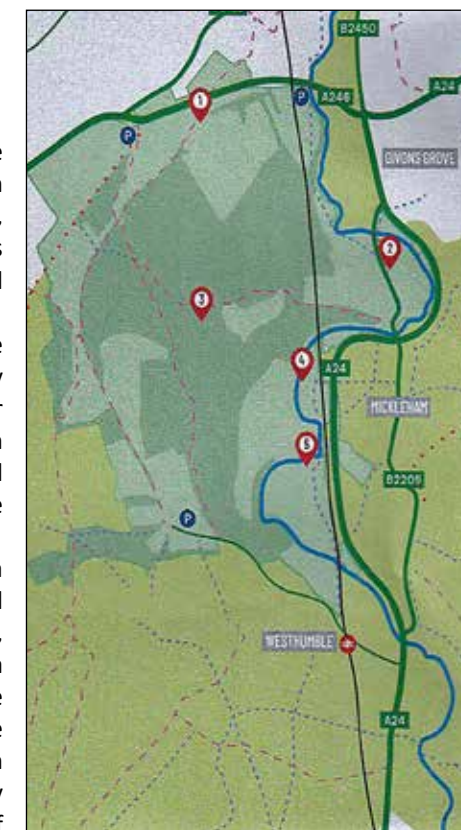 B2450
A24
1
P
A246
P
GIVONS GROVE
2
3
4
A24
MICKLEHAM
5
B2209
P
WESTHUMBLE
A24